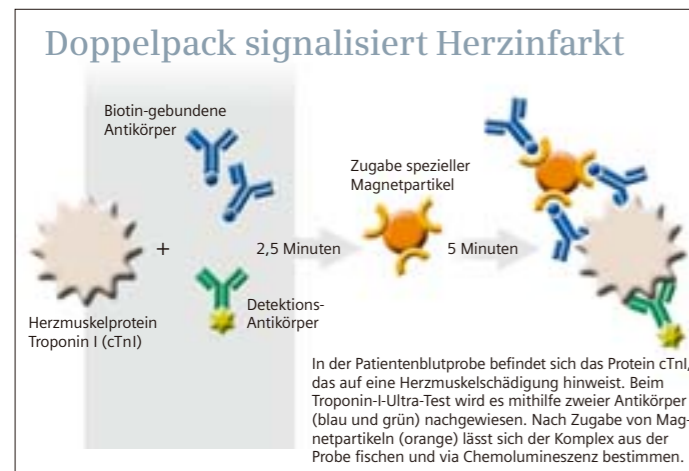 Doppelpack signalisiert Herzinfarkt
Biotin-gebundene
Antikörper
Zugabe spezieller
Magnetpartikel
+
2,5 Minuten
5 Minuten
Herzmuskelprotein
Troponin I (cTnI)
Detektions-
Antikörper
In der Patientenblutprobe befindet sich das Protein cTnI,
das auf eine Herzmuskelschädigung hinweist. Beim
Troponin-I-Ultra-Test wird es mithilfe zweier Antikörper
(blau und grün) nachgewiesen. Nach Zugabe von Mag-
netpartikeln (orange) lässt sich der Komplex aus der
Probe fischen und via Chemolumineszenz bestimmen.